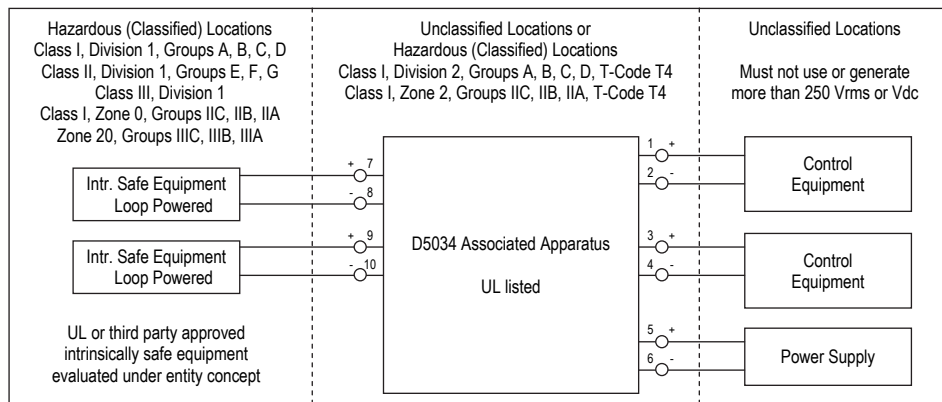 Hazardous (Classified) Locations
Class I, Division 1, Groups A, B, C, D
Class II, Division 1, Groups E, F, G
Class III, Division 1
Class I, Zone 0, Groups IIC, IIB, IIA
Zone 20, Groups IIIC, IIIB, IIIA
Unclassified Locations or
Hazardous (Classified) Locations
Class I, Division 2, Groups A, B, C, D, T-Code T4
Class I, Zone 2, Groups IIC, IIB, IIA, T-Code T4
Unclassified Locations
Must not use or generate
more than 250 Vrms or Vdc
Intr. Safe Equipment
Loop Powered
+ 7
- 8
Intr. Safe Equipment
Loop Powered
+ 9
- 10
UL or third party approved
intrinsically safe equipment
evaluated under entity concept
D5034 Associated Apparatus
UL listed
1 +
2 -
Control
Equipment
3 +
4 -
Control
Equipment
5 +
6 -
Power Supply